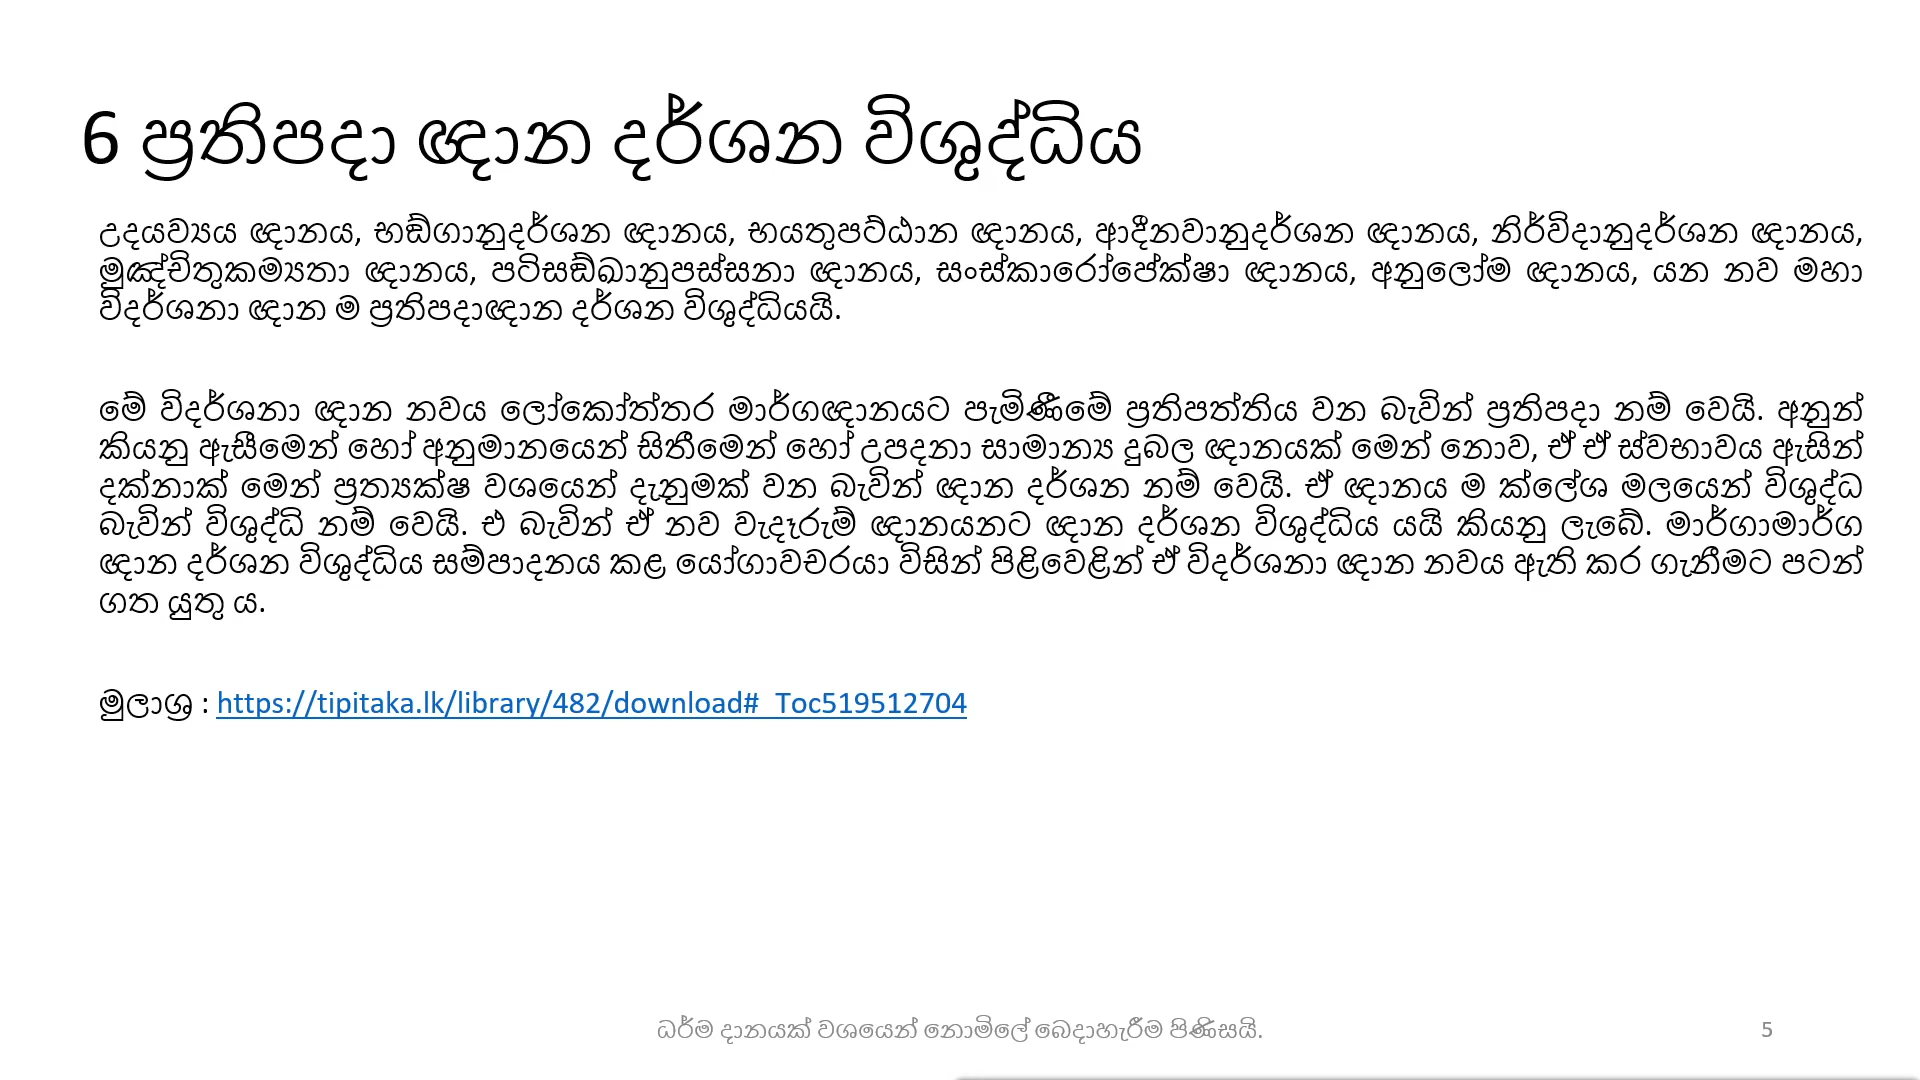 6 ප්‍රතිපදා ඥාන දර්ශන විශුද්ධිය
උදයව්‍යය ඥානය, භඞ්ගානුදර්ශන ඥානය, භයතුපට්ඨාන ඥානය, ආදීනවානුදර්ශන ඥානය, නිර්විදානුදර්ශන ඥානය,
මුඤ්චිතුකම්‍යතා ඥානය, පටිසඞ්ඛානුපස්සනා ඥානය, සංස්කාරෝපේක්ෂා ඥානය, අනුලෝම ඥානය, යන නව මහා
විදර්ශනා ඥාන ම ප්‍රතිපදාඥාන දර්ශන විශුද්ධියයි.
මේ විදර්ශනා ඥාන නවය ලෝකෝත්තර මාර්ගඥානයට පැමිණීමේ ප්‍රතිපත්තිය වන බැවින් ප්‍රතිපදා නම් වෙයි. අනුන්
කියනු ඇසීමෙන් හෝ අනුමානයෙන් සිතීමෙන් හෝ උපදනා සාමාන්‍ය දුබල ඥානයක් මෙන් නොව, ඒ ඒ ස්වභාවය ඇසින්
දක්නාක් මෙන් ප්‍රත්‍යක්ෂ වශයෙන් දැනුමක් වන බැවින් ඥාන දර්ශන නම් වෙයි. ඒ ඥානය ම ක්ලේශ මලයෙන් විශුද්ධ
බැවින් විශුද්ධි නම් වෙයි. එ බැවින් ඒ නව වැදෑරුම් ඥානයනට ඥාන දර්ශන විශුද්ධිය යයි කියනු ලැබේ. මාර්ගාමාර්ග
ඥාන දර්ශන විශුද්ධිය සම්පාදනය කළ යෝගාවචරයා විසින් පිළිවෙළින් ඒ විදර්ශනා ඥාන නවය ඇති කර ගැනීමට පටන්
ගත යුතු ය.
මුලාශ්‍ර : https://tipitaka.lk/library/482/download#_Toc519512704
ධර්ම දානයක් වශයෙන් නොමිලේ බෙදාහැරීම පිණිසයි.
5